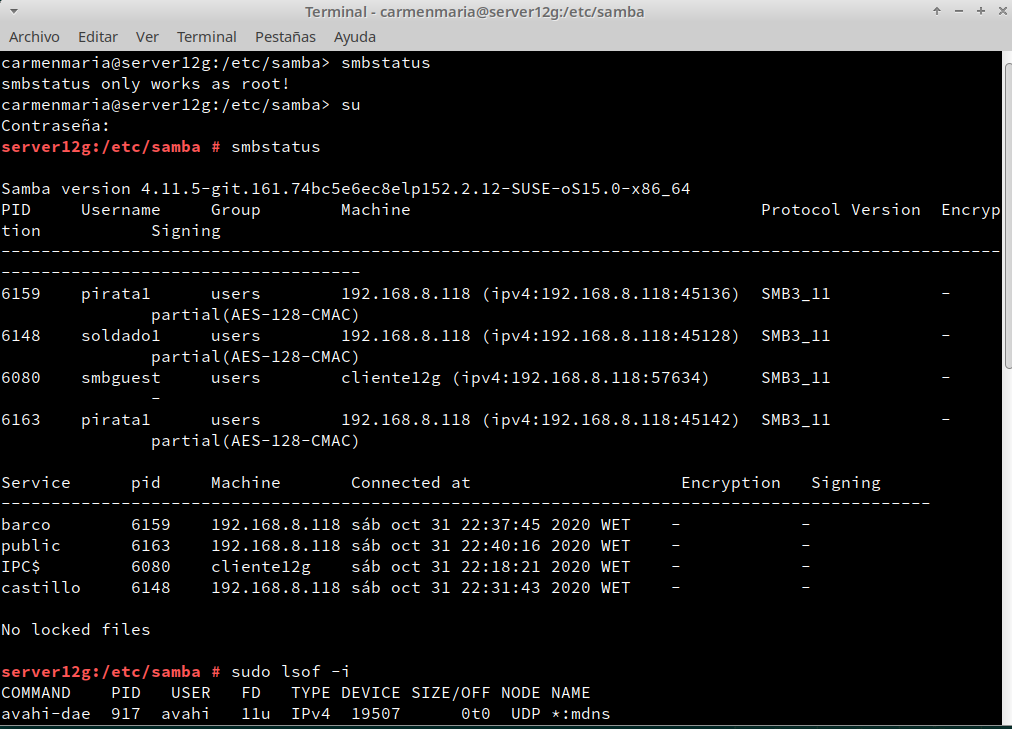 Terminal - carmenmaria@server12g:/etc/samba
Archivo Editar Ver Terminal Pestañas Ayuda
carmenmaria@server12g:/etc/samba> smbstatus
smbstatus only works as root!
carmenmaria@server12g:/etc/samba> su
Contraseña:
server12g:/etc/samba # smbstatus
Samba version 4.11.5-git.161.74bc5e6ec8elp152.2.12-SUSE-oS15.0-x86_64
PID     Username     Group        Machine                                   Protocol Version  Encryp
tion           Signing
----------------------------------------------------------------------------------------------------
------------------------------------
6159    pirata1      users        192.168.8.118 (ipv4:192.168.8.118:45136)  SMB3_11           -
               partial(AES-128-CMAC)
6148    soldado1     users        192.168.8.118 (ipv4:192.168.8.118:45128)  SMB3_11           -
               partial(AES-128-CMAC)
6080    smbguest     users        cliente12g (ipv4:192.168.8.118:57634)     SMB3_11           -
               -
6163    pirata1      users        192.168.8.118 (ipv4:192.168.8.118:45142)  SMB3_11           -
               partial(AES-128-CMAC)
Service      pid     Machine       Connected at                     Encryption   Signing
---------------------------------------------------------------------------------------------
barco        6159    192.168.8.118 sáb oct 31 22:37:45 2020 WET    -            -
public       6163    192.168.8.118 sáb oct 31 22:40:16 2020 WET    -            -
IPC$         6080    cliente12g    sáb oct 31 22:18:21 2020 WET    -            -
castillo     6148    192.168.8.118 sáb oct 31 22:31:43 2020 WET    -            -
No locked files
server12g:/etc/samba # sudo lsof -i
COMMAND    PID   USER   FD   TYPE DEVICE SIZE/OFF NODE NAME
avahi-dae  917  avahi   11u  IPv4  19507      0t0  UDP *:mdns